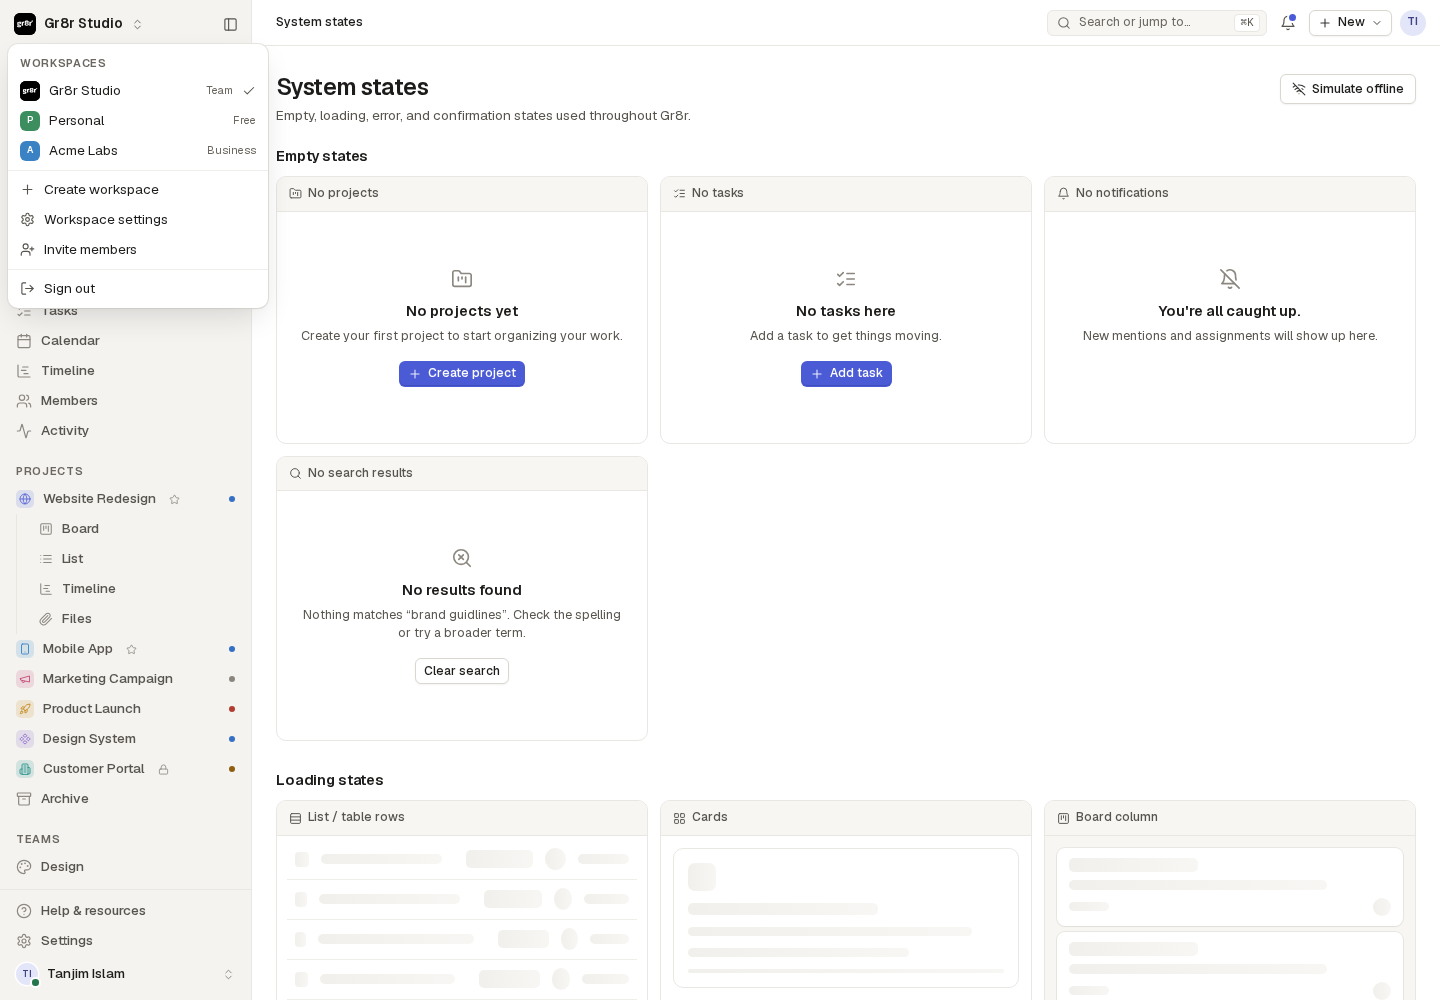 gr8r Gr8r Studio
WORKSPACES
gr8r Gr8r Studio Team
P Personal Free
A Acme Labs Business
Create workspace
Workspace settings
Invite members
Sign out
Tasks
Calendar
Timeline
Members
Activity
PROJECTS
Website Redesign
Board
List
Timeline
Files
Mobile App
Marketing Campaign
Product Launch
Design System
Customer Portal
Archive
TEAMS
Design
Help & resources
Settings
TI Tanjim Islam
System states
Search or jump to... ⌘K
New
TI
System states
Simulate offline
Empty, loading, error, and confirmation states used throughout Gr8r.
Empty states
No projects
No projects yet
Create your first project to start organizing your work.
Create project
No tasks
No tasks here
Add a task to get things moving.
Add task
No notifications
You're all caught up.
New mentions and assignments will show up here.
No search results
No results found
Nothing matches “brand guidlines”. Check the spelling
or try a broader term.
Clear search
Loading states
List / table rows
Cards
Board column